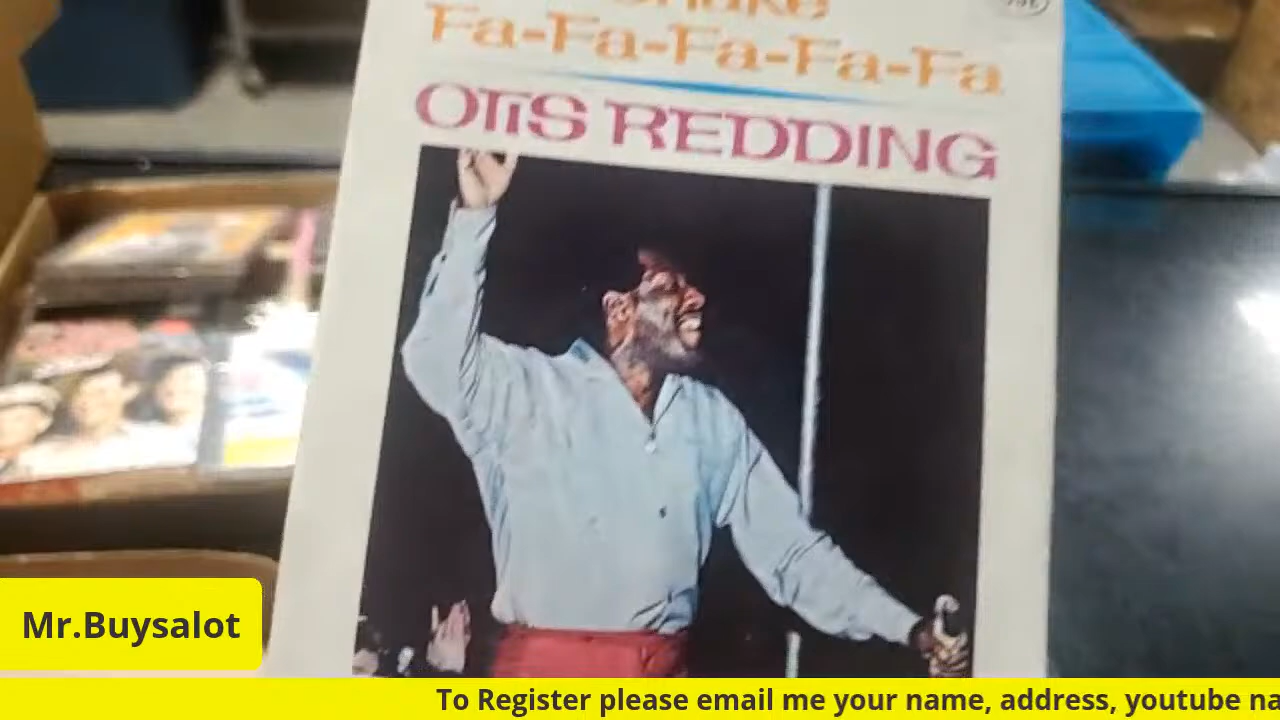 Shake
Fa-Fa-Fa-Fa-Fa
OTIS REDDING
Mr.Buysalot
To Register please email me your name, address, youtube na